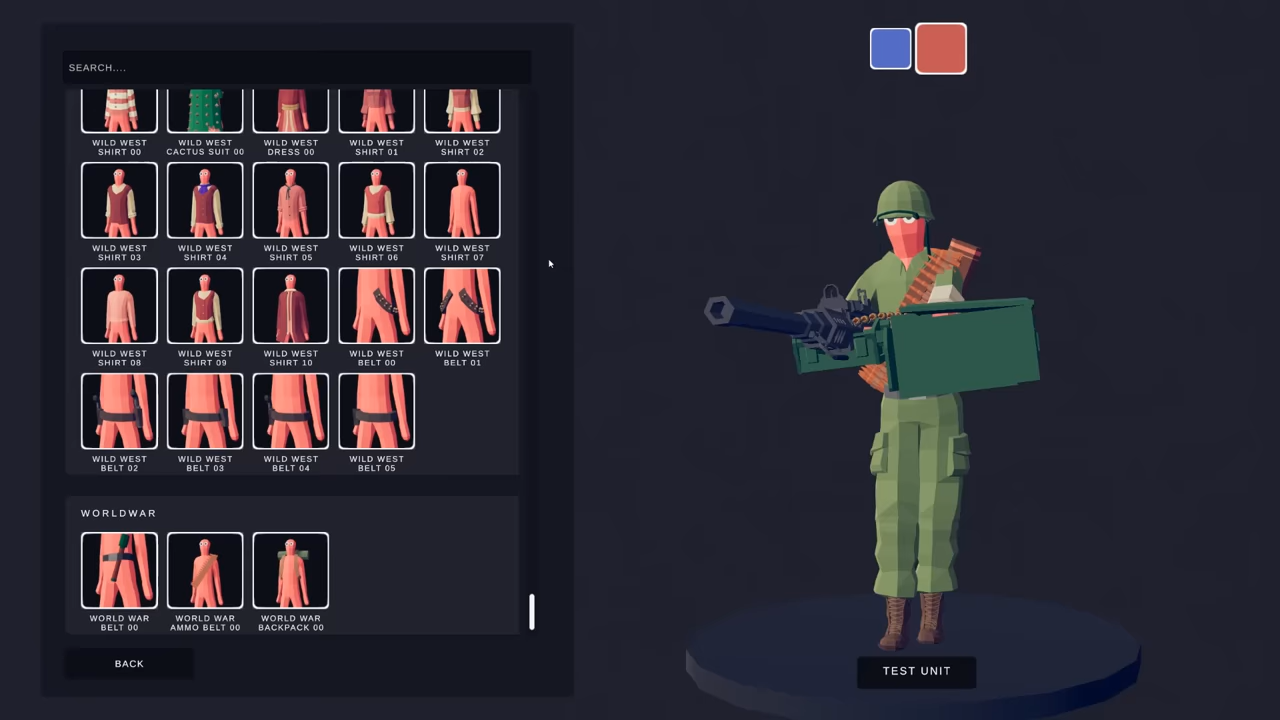 SEARCH....
WILD WEST
SHIRT 00
WILD WEST
CACTUS SUIT 00
WILD WEST
DRESS 00
WILD WEST
SHIRT 01
WILD WEST
SHIRT 02
WILD WEST
SHIRT 03
WILD WEST
SHIRT 04
WILD WEST
SHIRT 05
WILD WEST
SHIRT 06
WILD WEST
SHIRT 07
WILD WEST
SHIRT 08
WILD WEST
SHIRT 09
WILD WEST
SHIRT 10
WILD WEST
BELT 00
WILD WEST
BELT 01
WILD WEST
BELT 02
WILD WEST
BELT 03
WILD WEST
BELT 04
WILD WEST
BELT 05
WORLDWAR
WORLD WAR
BELT 00
WORLD WAR
AMMO BELT 00
WORLD WAR
BACKPACK 00
BACK
TEST UNIT